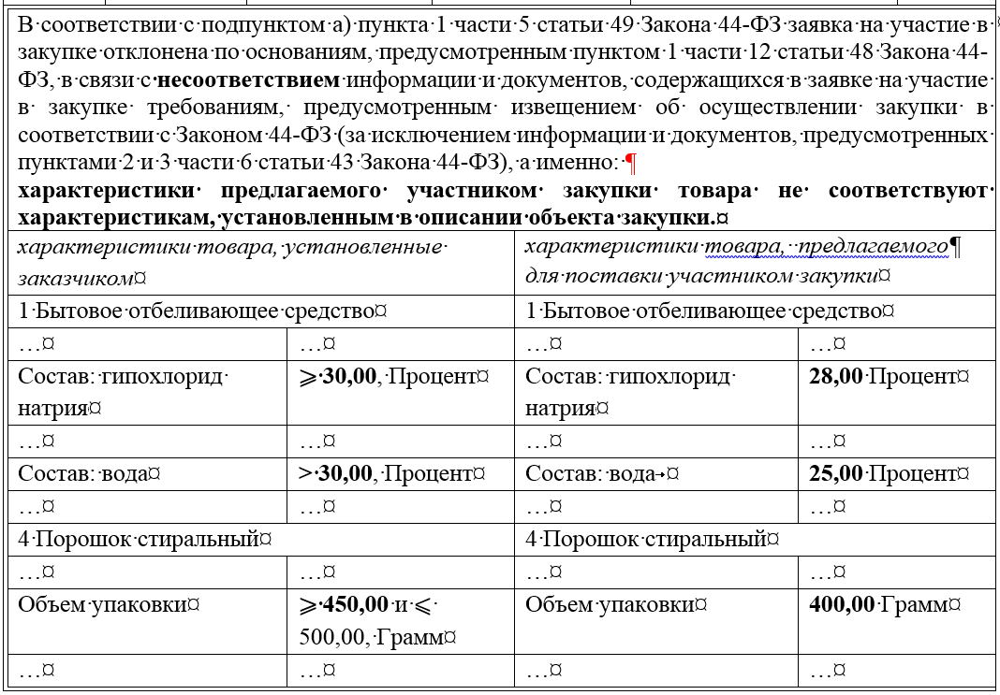 В соответствии с подпунктом а) пункта 1 части 5 статьи 49 Закона 44-ФЗ заявка на участие в
закупке отклонена по основаниям, предусмотренным пунктом 1 части 12 статьи 48 Закона 44-
ФЗ, в связи с несоответствием информации и документов, содержащихся в заявке на участие
в закупке требованиям, предусмотренным извещением об осуществлении закупки в
соответствии с Законом 44-ФЗ (за исключением информации и документов, предусмотренных
пунктами 2 и 3 части 6 статьи 43 Закона 44-ФЗ), а именно: ¶
характеристики предлагаемого участником закупки товара не соответствуют
характеристикам, установленным в описании объекта закупки.¤
характеристики товара, установленные
заказчиком¤
характеристики товара, предлагаемого¶
для поставки участником закупки¤
1 Бытовое отбеливающее средство¤
1 Бытовое отбеливающее средство¤
…¤
…¤
…¤
…¤
Состав: гипохлорид
натрия¤
⩾ 30,00, Процент¤
Состав: гипохлорид
натрия¤
28,00 Процент¤
…¤
…¤
…¤
…¤
Состав: вода¤
> 30,00, Процент¤
Состав: вода→¤
25,00 Процент¤
…¤
…¤
…¤
…¤
4 Порошок стиральный¤
4 Порошок стиральный¤
…¤
…¤
…¤
…¤
Объем упаковки¤
⩾ 450,00 и ⩽
500,00, Грамм¤
Объем упаковки¤
400,00 Грамм¤
…¤
…¤
…¤
…¤